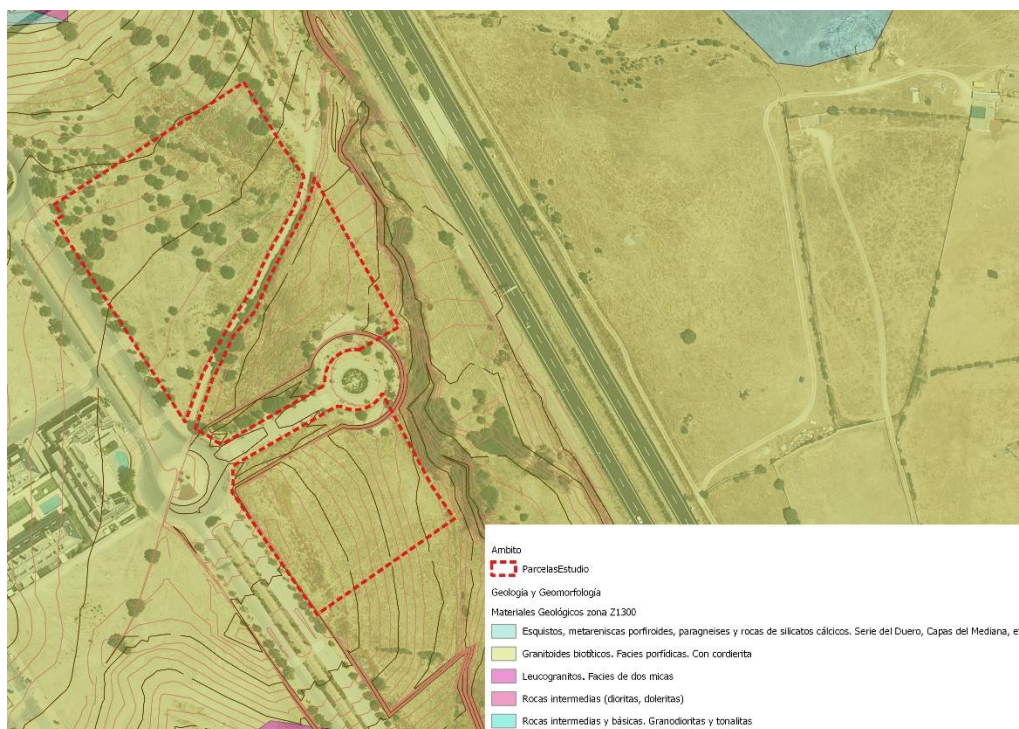 Ambito
ParcelasEstudio
Geología y Geomorfología
Materiales Geológicos zona Z1300
Esquistos, metareniscas porfiroides, paragneises y rocas de silicatos cálcicos. Serie del Duero, Capas del Mediana, e
Granitoides biotíticos. Facies porfídicas. Con cordierita
Leucogranitos. Facies de dos micas
Rocas intermedias (dioritas, doleritas)
Rocas intermedias y básicas. Granodioritas y tonalitas